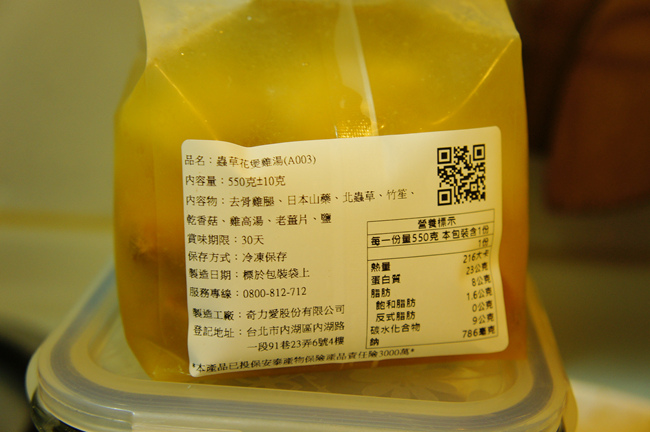 品名：蟲草花煲雞湯(A003)
內容量：550克±10克
內容物：去骨雞腿、日本山藥、北蟲草、竹笙、
乾香菇、雞高湯、老薑片、鹽
賞味期限：30天
保存方式：冷凍保存
製造日期：標於包裝袋上
服務專線：0800-812-712
製造工廠：奇力愛股份有限公司
登記地址：台北市內湖區內湖路
一段91巷23弄6號4樓
*本產品已投保安泰產物保險產品責任險3000萬*
營養標示
每一份量550克 本包裝含1份
1份
熱量 216大卡
蛋白質 23公克
脂肪 8公克
飽和脂肪 1.6公克
反式脂肪 0公克
碳水化合物 9公克
鈉 786毫克